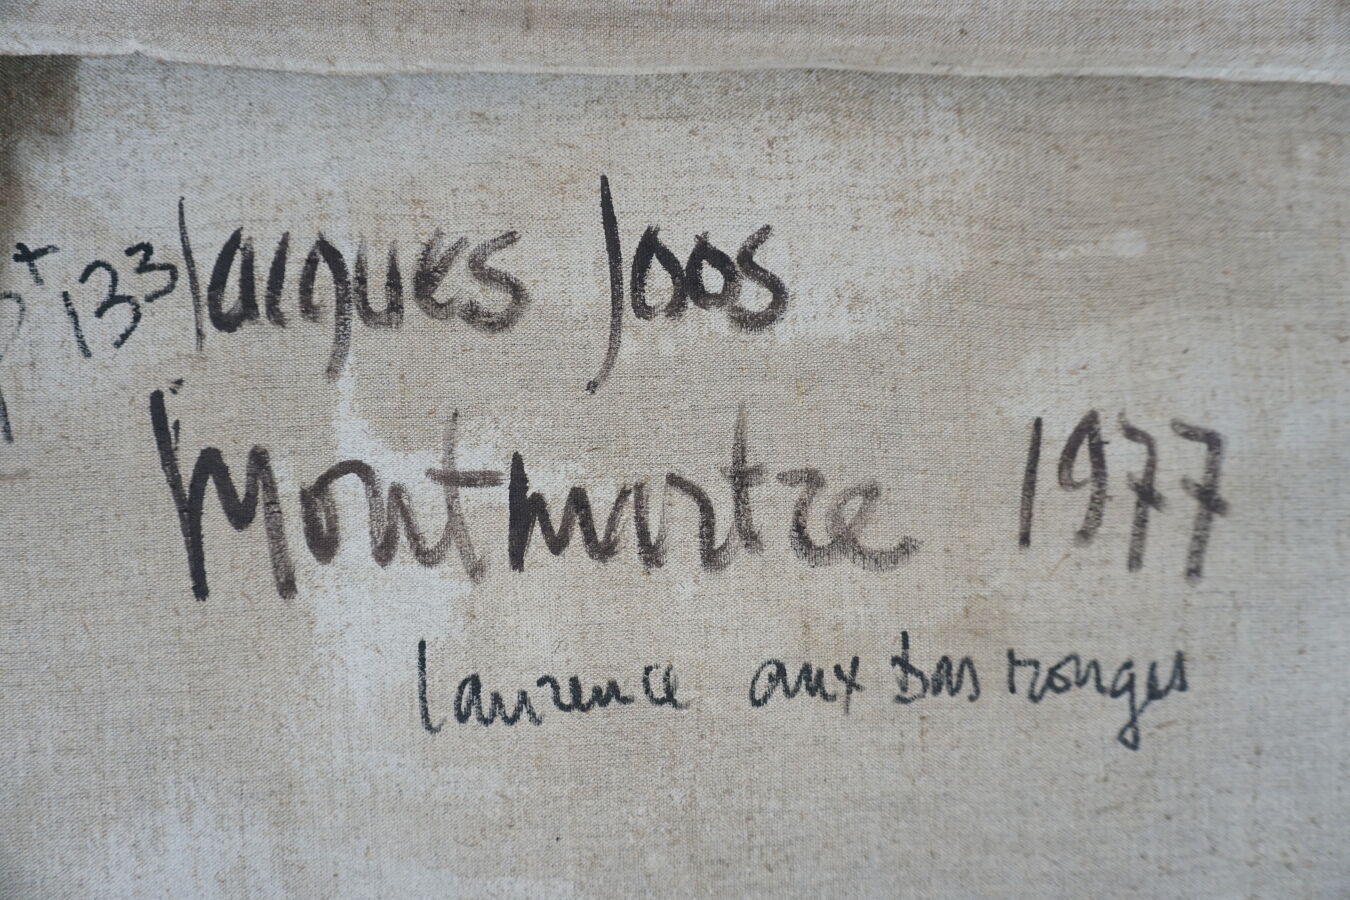 133 Jacques Joos
Montmartre 1977
Laurence aux bas rouges